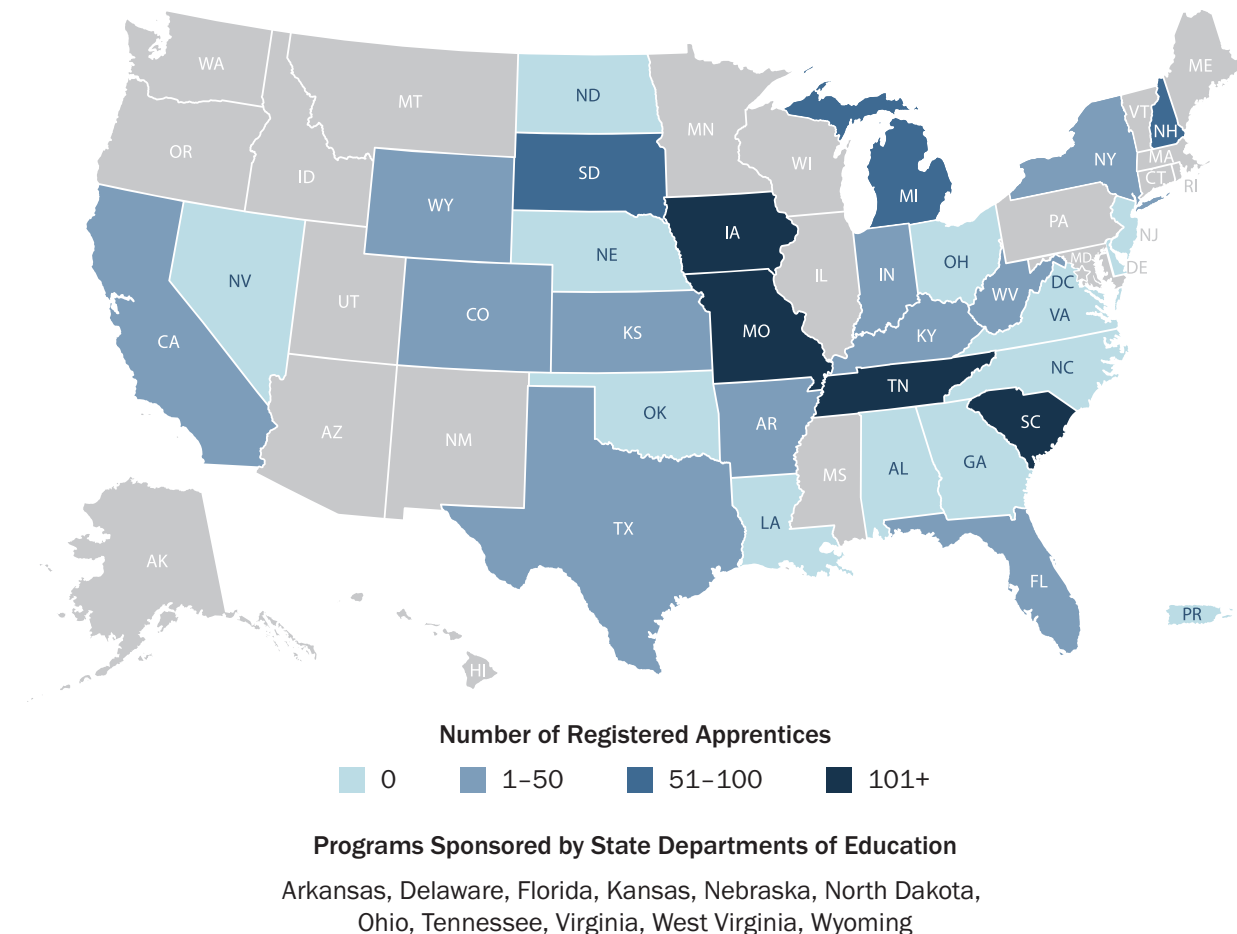 WA
MT
ND
MN
ME
VT
NH
OR
ID
SD
WI
NY
MA
CT
RI
WY
MI
IA
PA
NE
NJ
NV
UT
IL
IN
OH
MD
DE
DC
CO
KS
MO
WV
VA
CA
KY
NC
AZ
NM
OK
AR
TN
SC
MS
AL
GA
TX
LA
AK
FL
PR
HI
Number of Registered Apprentices
0 1–50 51–100 101+
Programs Sponsored by State Departments of Education
Arkansas, Delaware, Florida, Kansas, Nebraska, North Dakota,
Ohio, Tennessee, Virginia, West Virginia, Wyoming